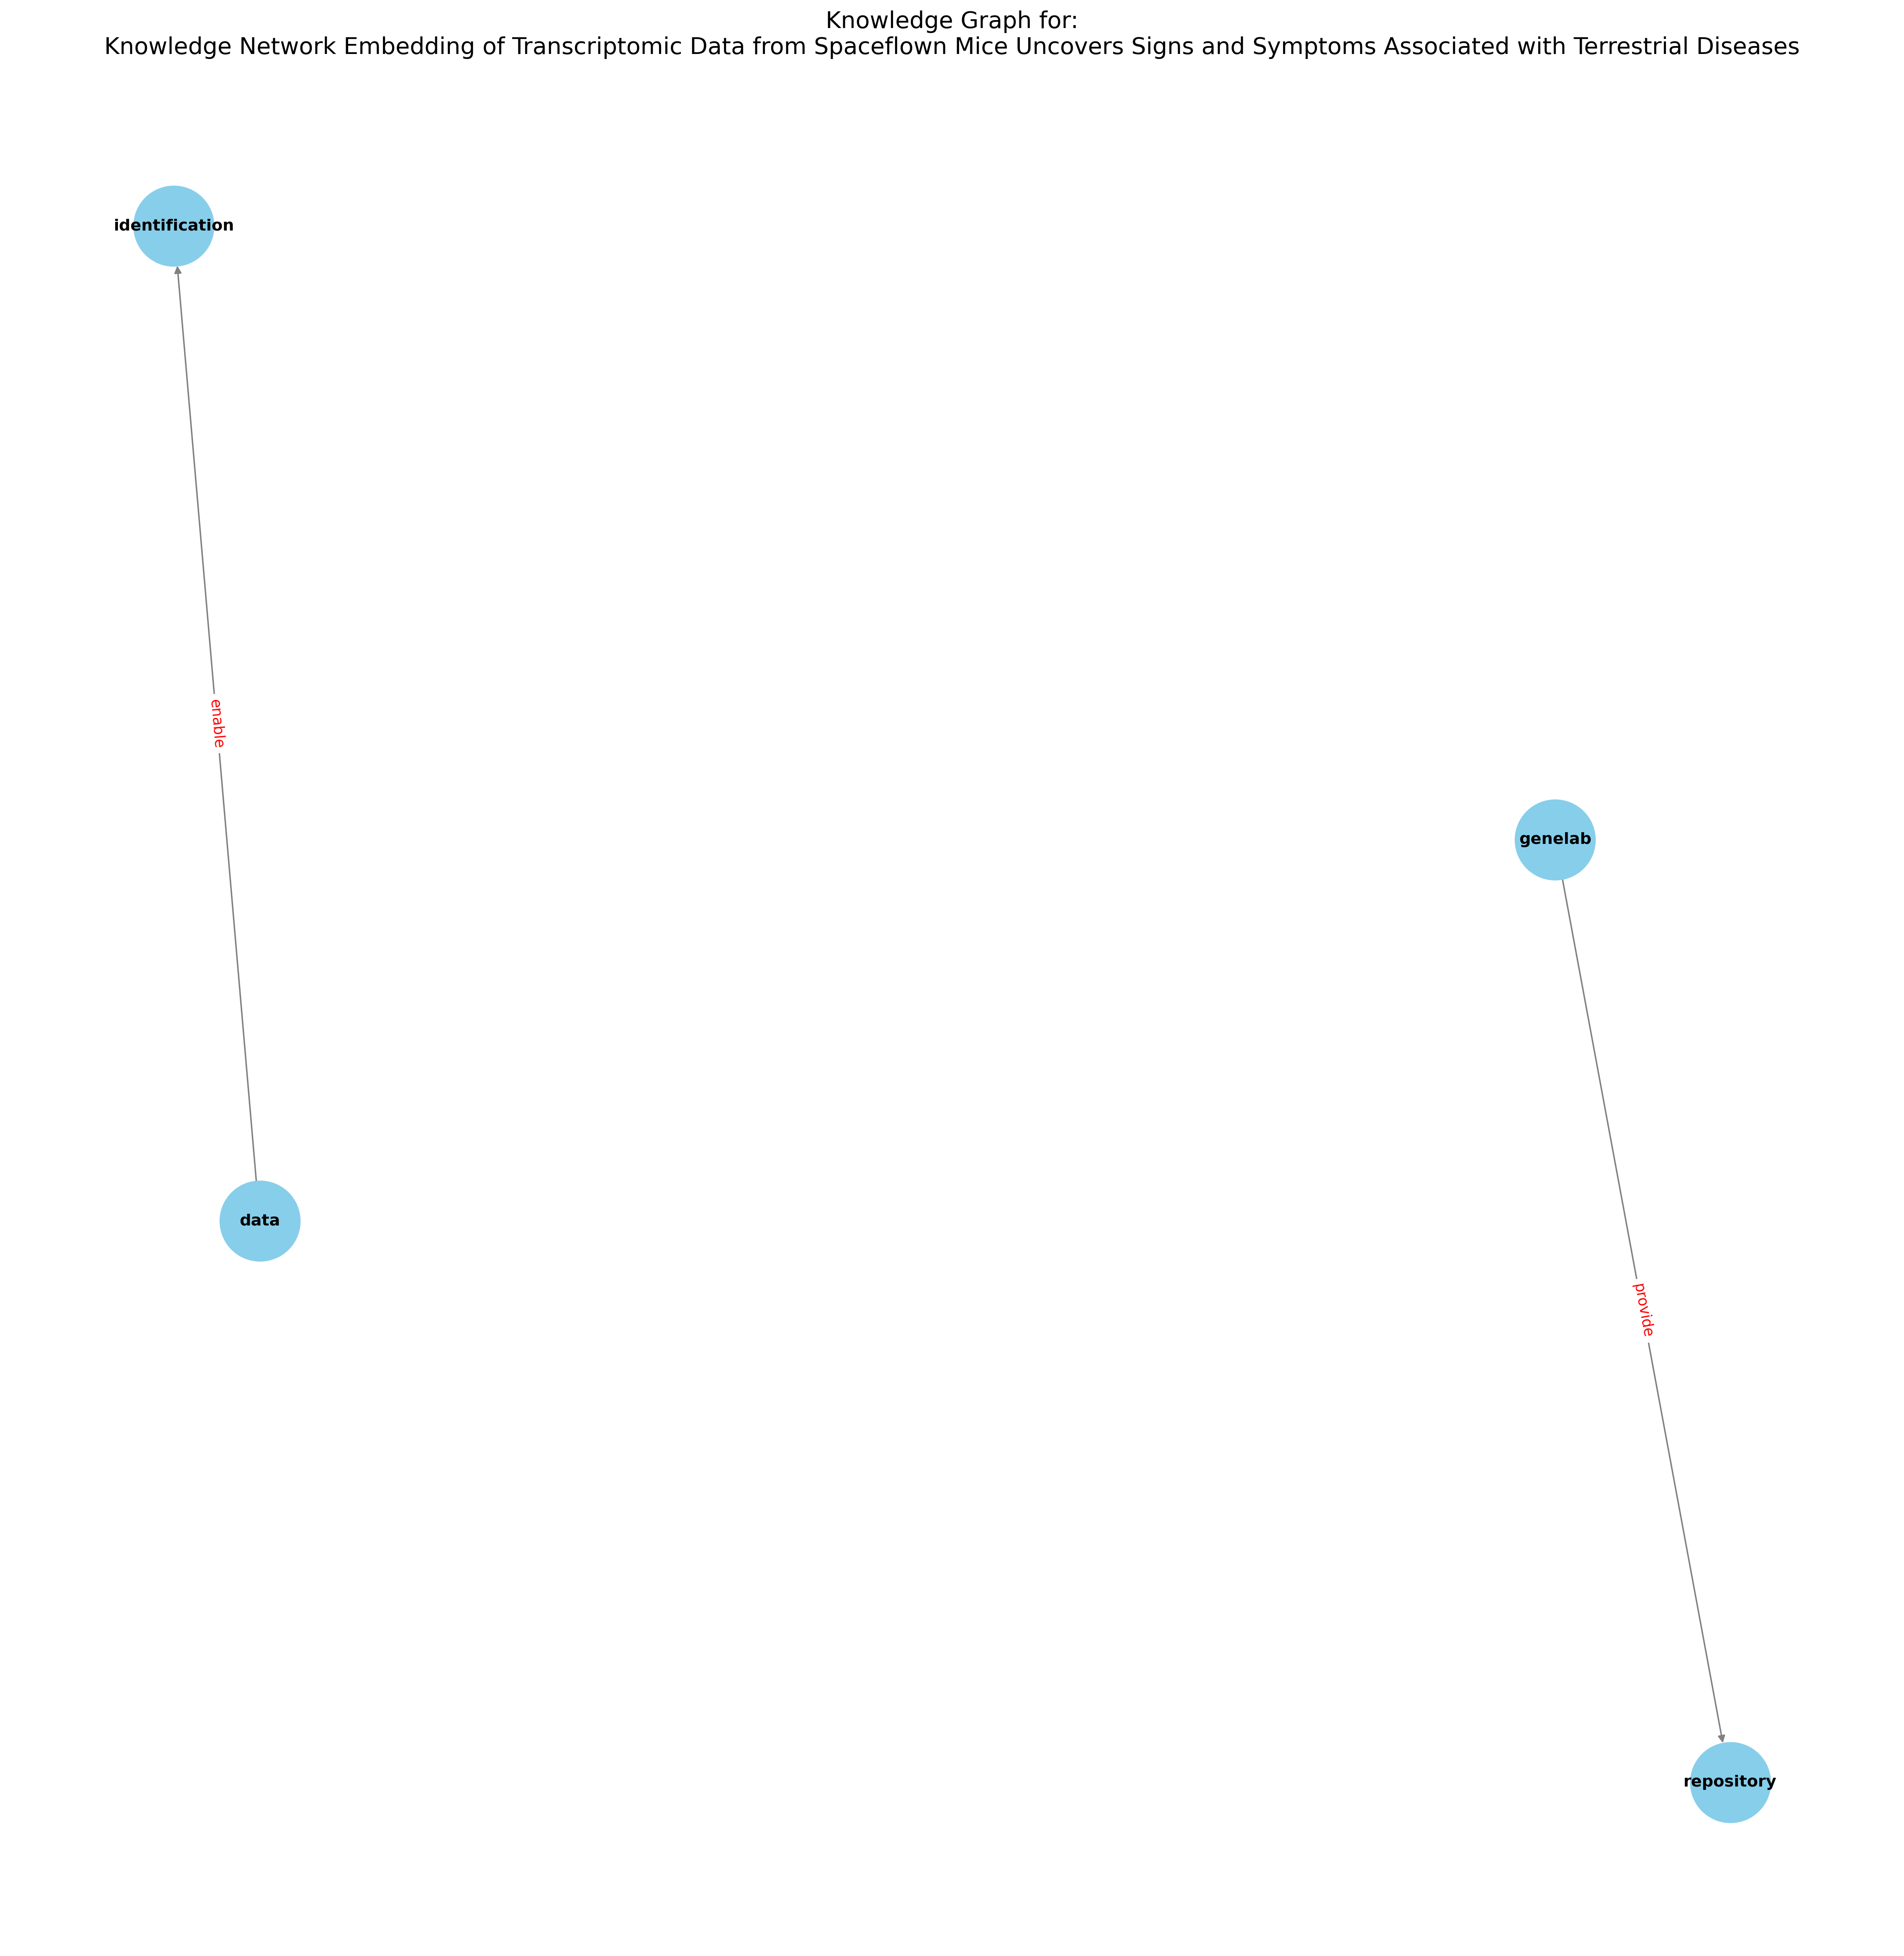 Knowledge Graph for:
Knowledge Network Embedding of Transcriptomic Data from Spaceflown Mice Uncovers Signs and Symptoms Associated with Terrestrial Diseases
identification
enable
genelab
data
provide
repository